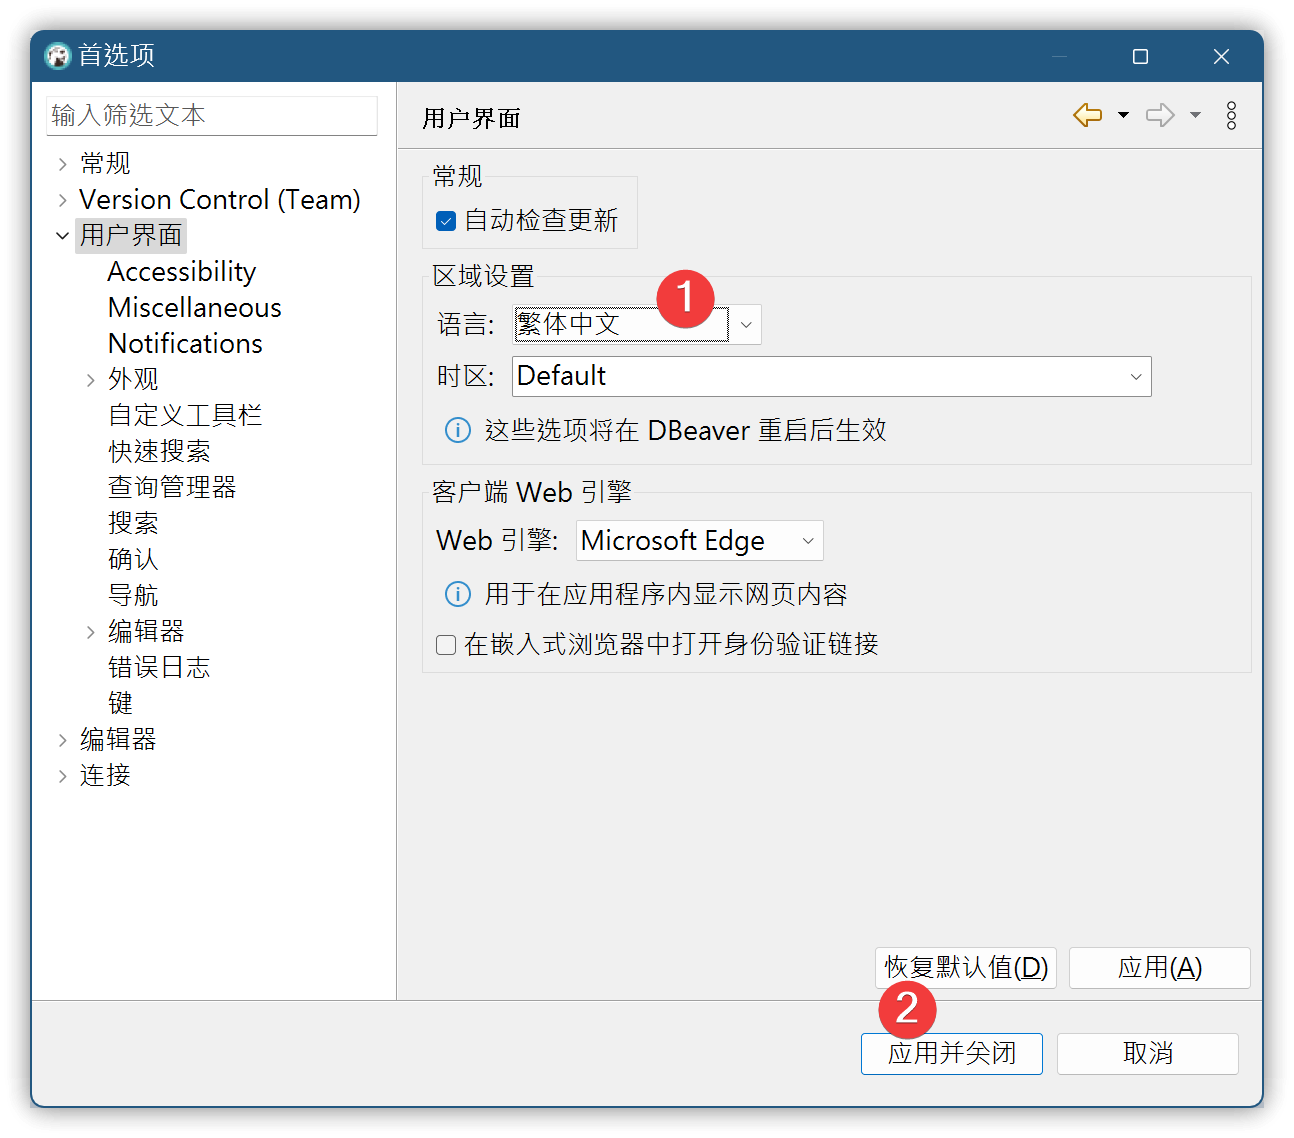 首选项
输入筛选文本
常规
Version Control (Team)
用户界面
Accessibility
Miscellaneous
Notifications
外观
自定义工具栏
快速搜索
查询管理器
搜索
确认
导航
编辑器
错误日志
键
编辑器
连接
用户界面
常规
自动检查更新
区域设置
1
语言: 繁体中文
时区: Default
这些选项将在 DBeaver 重启后生效
客户端 Web 引擎
Web 引擎: Microsoft Edge
用于在应用程序内显示网页内容
在嵌入式浏览器中打开身份验证链接
恢复默认值(D) 应用(A)
2
应用并关闭 取消